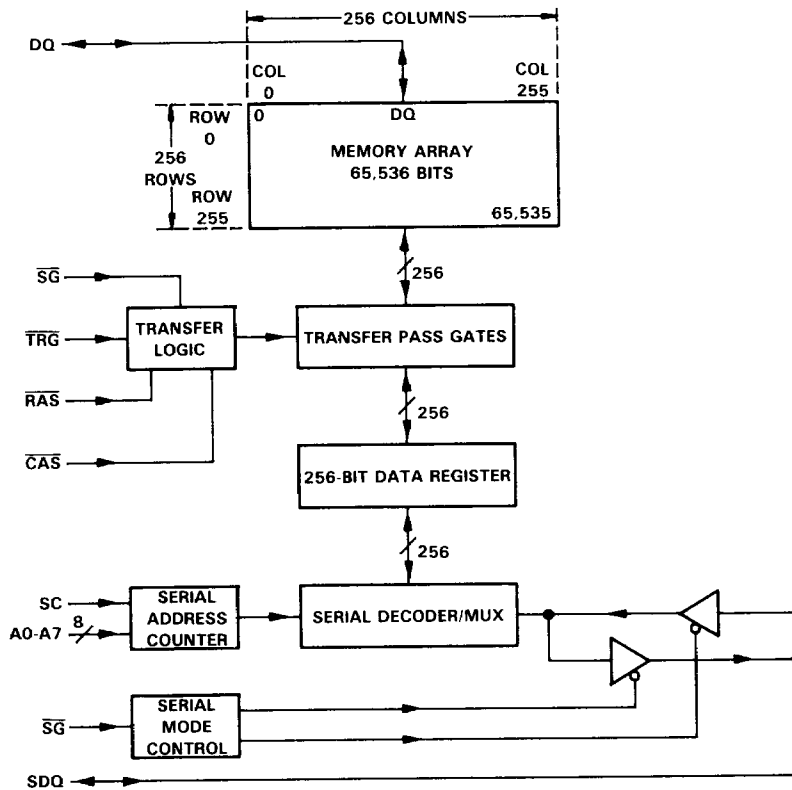 256 COLUMNS
DQ
COL
0
COL
255
ROW
0
0
DQ
256
ROWS
MEMORY ARRAY
65,536 BITS
ROW
255
65,535
256
SG
TRG
TRANSFER
LOGIC
TRANSFER PASS GATES
RAS
256
CAS
256-BIT DATA REGISTER
256
SC
A0-A7
8
SERIAL
ADDRESS
COUNTER
SERIAL DECODER/MUX
SG
SERIAL
MODE
CONTROL
SDQ